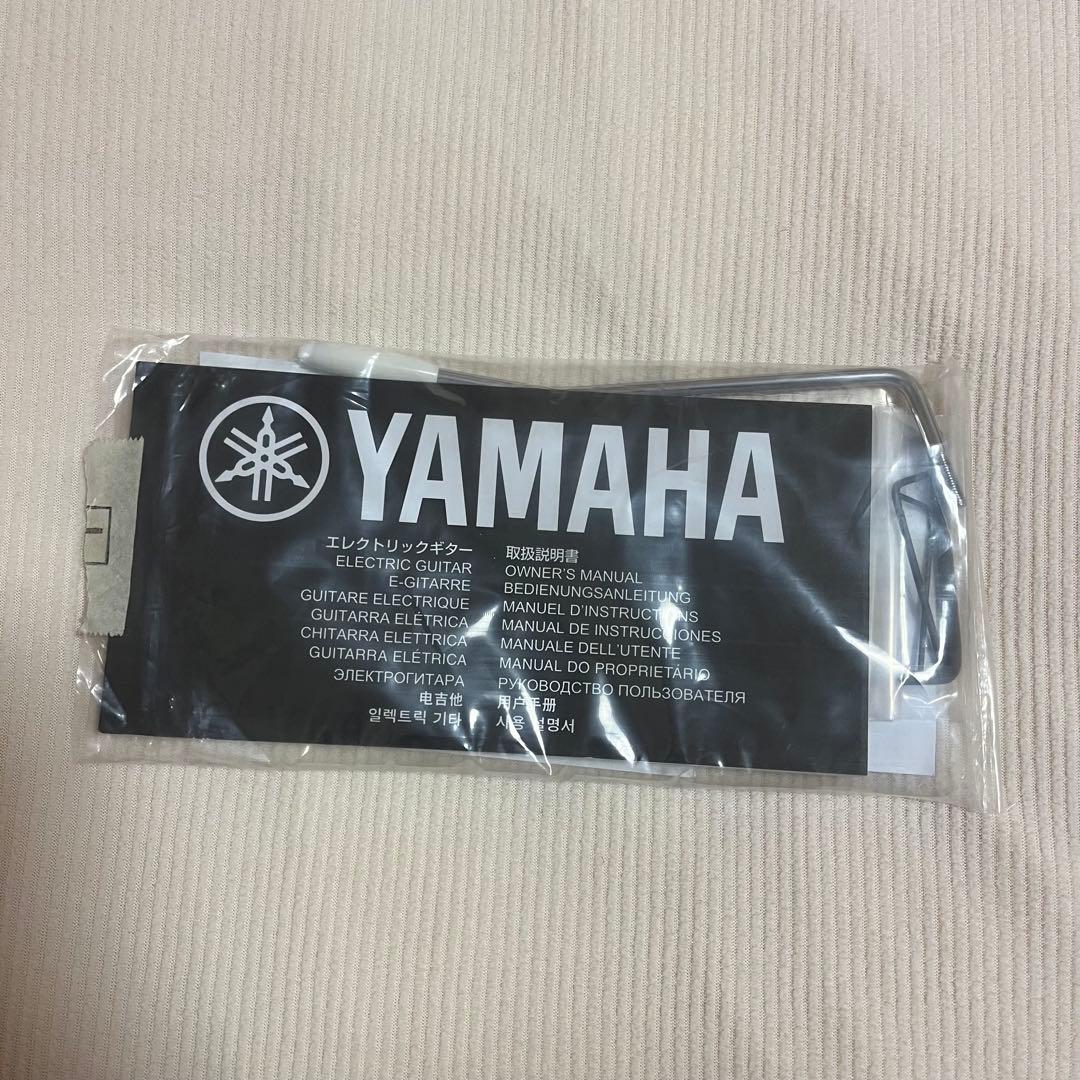 YAMAHA
エレクトリックギター 取扱説明書
ELECTRIC GUITAR OWNER'S MANUAL
E-GITARRE BEDIENUNGSANLEITUNG
GUITARE ELECTRIQUE MANUEL D'INSTRUCTIONS
GUITARRA ELÉTRICA MANUAL DE INSTRUCCIONES
CHITARRA ELETTRICA MANUALE DELL'UTENTE
GUITARRA ELÉTRICA MANUAL DO PROPRIETÁRIO
ЭЛЕКТРОГИТАРА РУКОВОДСТВО ПОЛЬЗОВАТЕЛЯ
电吉他 用户手册
일렉트릭 기타 사용 설명서